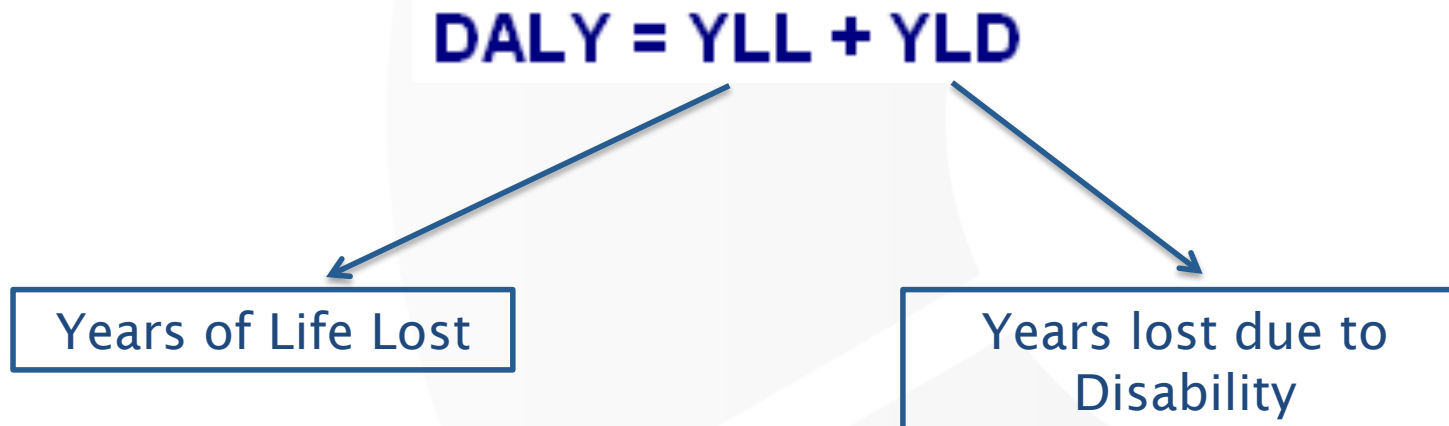 DALY = YLL + YLD
Years of Life Lost
Years lost due to
Disability